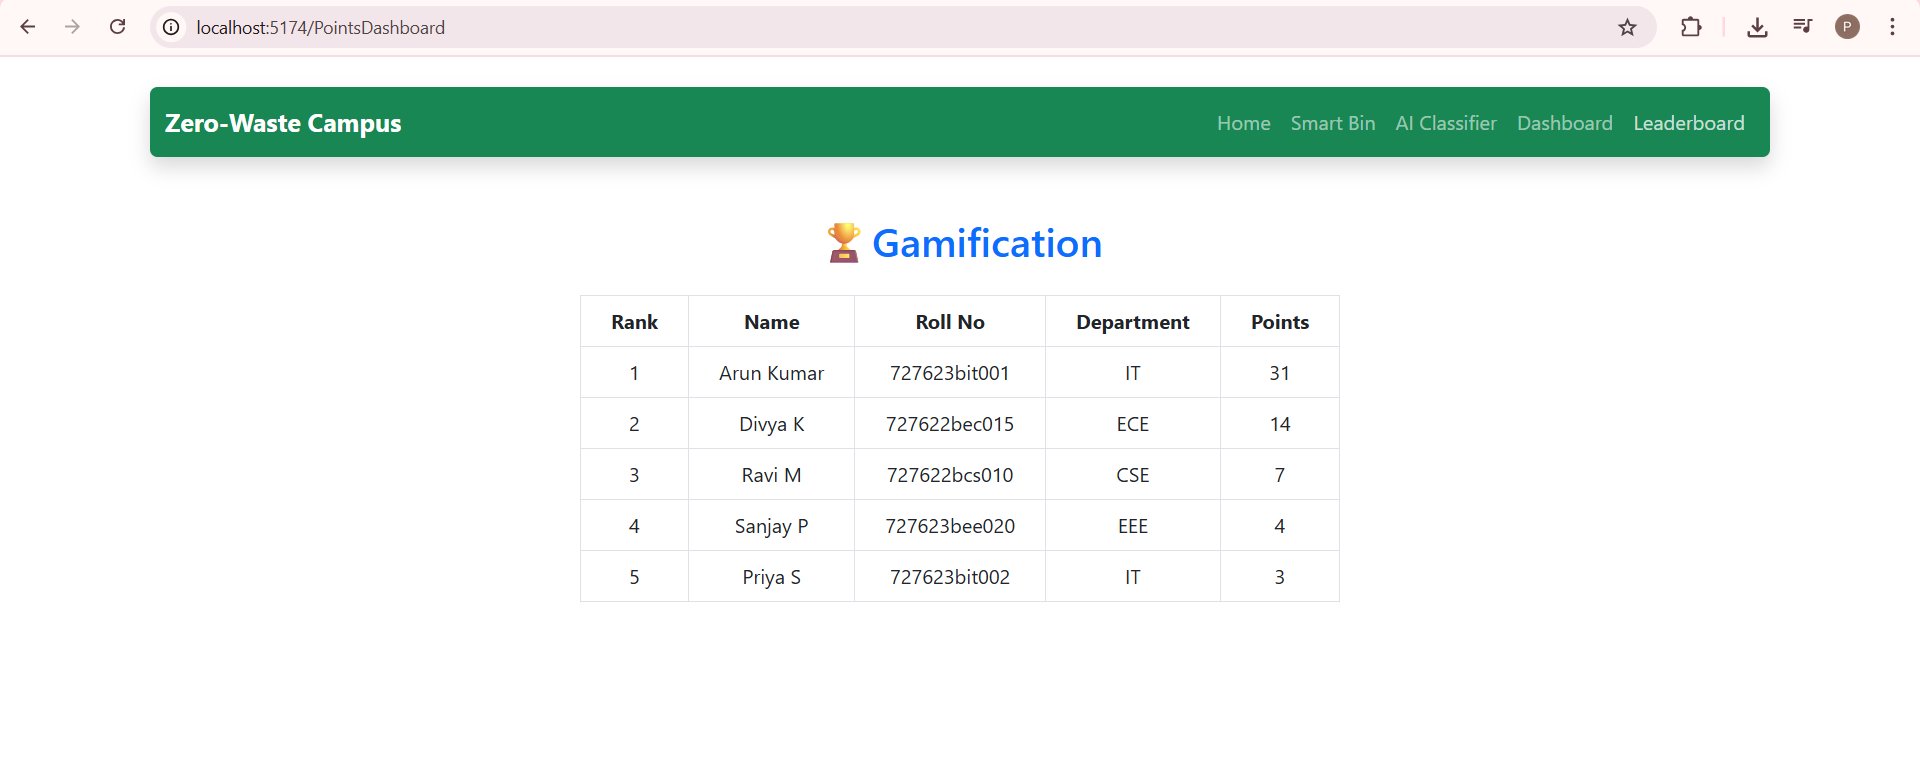 localhost:5174/PointsDashboard
P
Zero-Waste Campus Home Smart Bin AI Classifier Dashboard Leaderboard
🏆 Gamification
Rank Name Roll No Department Points
1 Arun Kumar 727623bit001 IT 31
2 Divya K 727622bec015 ECE 14
3 Ravi M 727622bcs010 CSE 7
4 Sanjay P 727623bee020 EEE 4
5 Priya S 727623bit002 IT 3